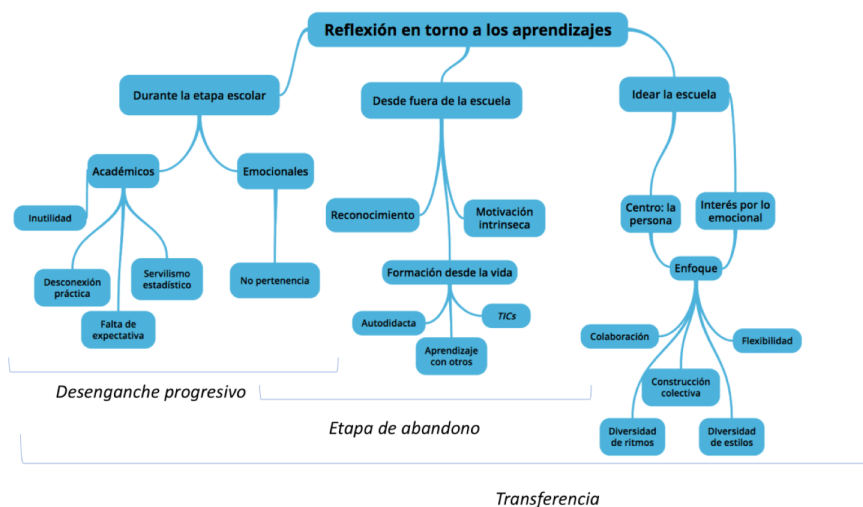 Reflexión en torno a los aprendizajes
Durante la etapa escolar
Desde fuera de la escuela
Idear la escuela
Académicos
Emocionales
Inutilidad
Reconocimiento
Motivación
intrínseca
Centro: la
persona
Interés por lo
emocional
Desconexión
práctica
Servilismo
estadístico
No pertenencia
Formación desde la vida
Enfoque
Falta de
expectativa
Autodidacta
TICs
Aprendizaje
con otros
Colaboración
Flexibilidad
Construcción
colectiva
Diversidad
de ritmos
DIversidad
de estilos
Desenganche progresivo
Etapa de abandono
Transferencia